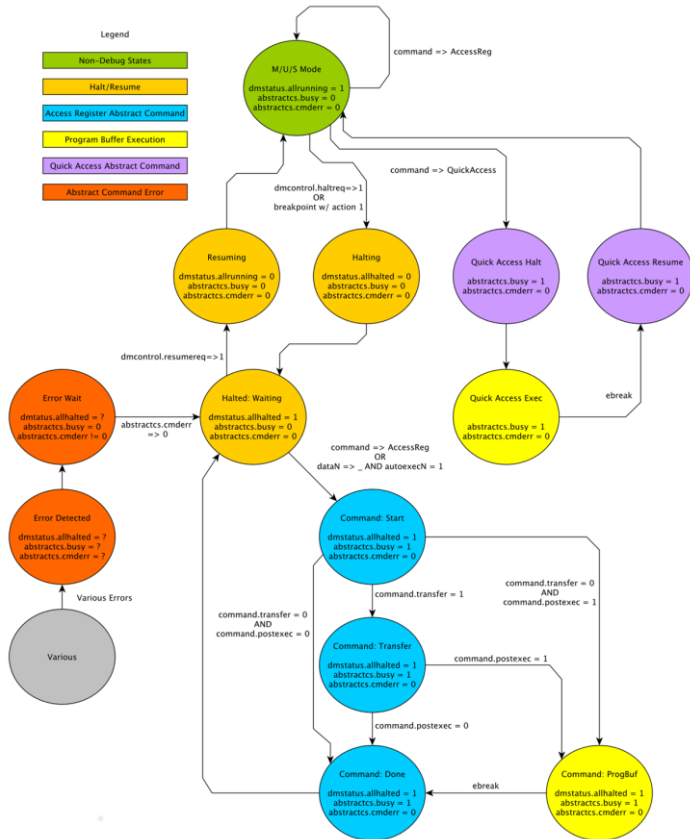 Legend
Non-Debug States
Halt/Resume
Access Register Abstract Command
Program Buffer Execution
Quick Access Abstract Command
Abstract Command Error
M/U/S Mode
dmstatus.allrunning = 1
abstractcs.busy = 0
abstractcs.cmderr = 0
command => AccessReg
command => QuickAccess
dmcontrol.haltreq=>1
OR
breakpoint w/ action 1
Resuming
dmstatus.allrunning = 0
abstractcs.busy = 0
abstractcs.cmderr = 0
Halting
dmstatus.allhalted = 0
abstractcs.busy = 0
abstractcs.cmderr = 0
Quick Access Halt
abstractcs.busy = 1
abstractcs.cmderr = 0
Quick Access Resume
abstractcs.busy = 1
abstractcs.cmderr = 0
dmcontrol.resumereq=>1
Error Wait
dmtatus.allhalted = ?
abstractcs.busy = 0
abstractcs.cmderr != 0
abstractcs.cmderr
=> 0
Halted: Waiting
dmstatus.allhalted = 1
abstractcs.busy = 0
abstractcs.cmderr = 0
Quick Access Exec
abstractcs.busy = 1
abstractcs.cmderr = 0
ebreak
command => AccessReg
OR
dataN => _ AND autoexecN = 1
Error Detected
dmstatus.allhalted = ?
abstractcs.busy = ?
abstractcs.cmderr = ?
Command: Start
dmstatus.allhalted = 1
abstractcs.busy = 1
abstractcs.cmderr = 0
Various Errors
command.transfer = 0
AND
command.postexec = 0
command.transfer = 1
command.transfer = 0
AND
command.postexec = 1
Various
Command: Transfer
dmstatus.allhalted = 1
abstractcs.busy = 1
abstractcs.cmderr = 0
command.postexec = 1
command.postexec = 0
Command: Done
dmstatus.allhalted = 1
abstractcs.busy = 1
abstractcs.cmderr = 0
ebreak
Command: ProgBuf
dmstatus.allhalted = 1
abstractcs.busy = 1
abstractcs.cmderr = 0